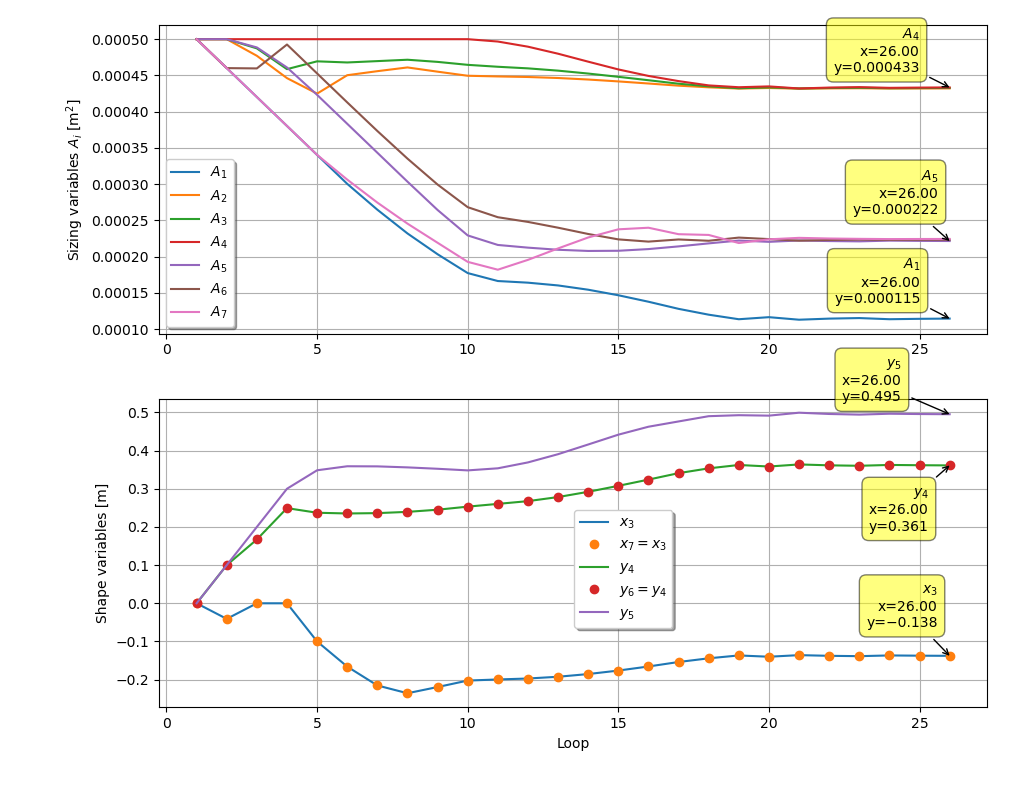 Sizing variables A_i [m²]
0.00050
0.00045
0.00040
0.00035
0.00030
0.00025
0.00020
0.00015
0.00010
A₁
A₂
A₃
A₄
A₅
A₆
A₇
A₄
x=26.00
y=0.000433
A₅
x=26.00
y=0.000222
A₁
x=26.00
y=0.000115
0
5
10
15
20
25
Shape variables [m]
0.5
0.4
0.3
0.2
0.1
0.0
−0.1
−0.2
y₅
x=26.00
y=0.495
y₄
x=26.00
y=0.361
x₃
x=26.00
y=−0.138
x₃
x₇ = x₃
y₄
y₆ = y₄
y₅
0
5
10
15
20
25
Loop